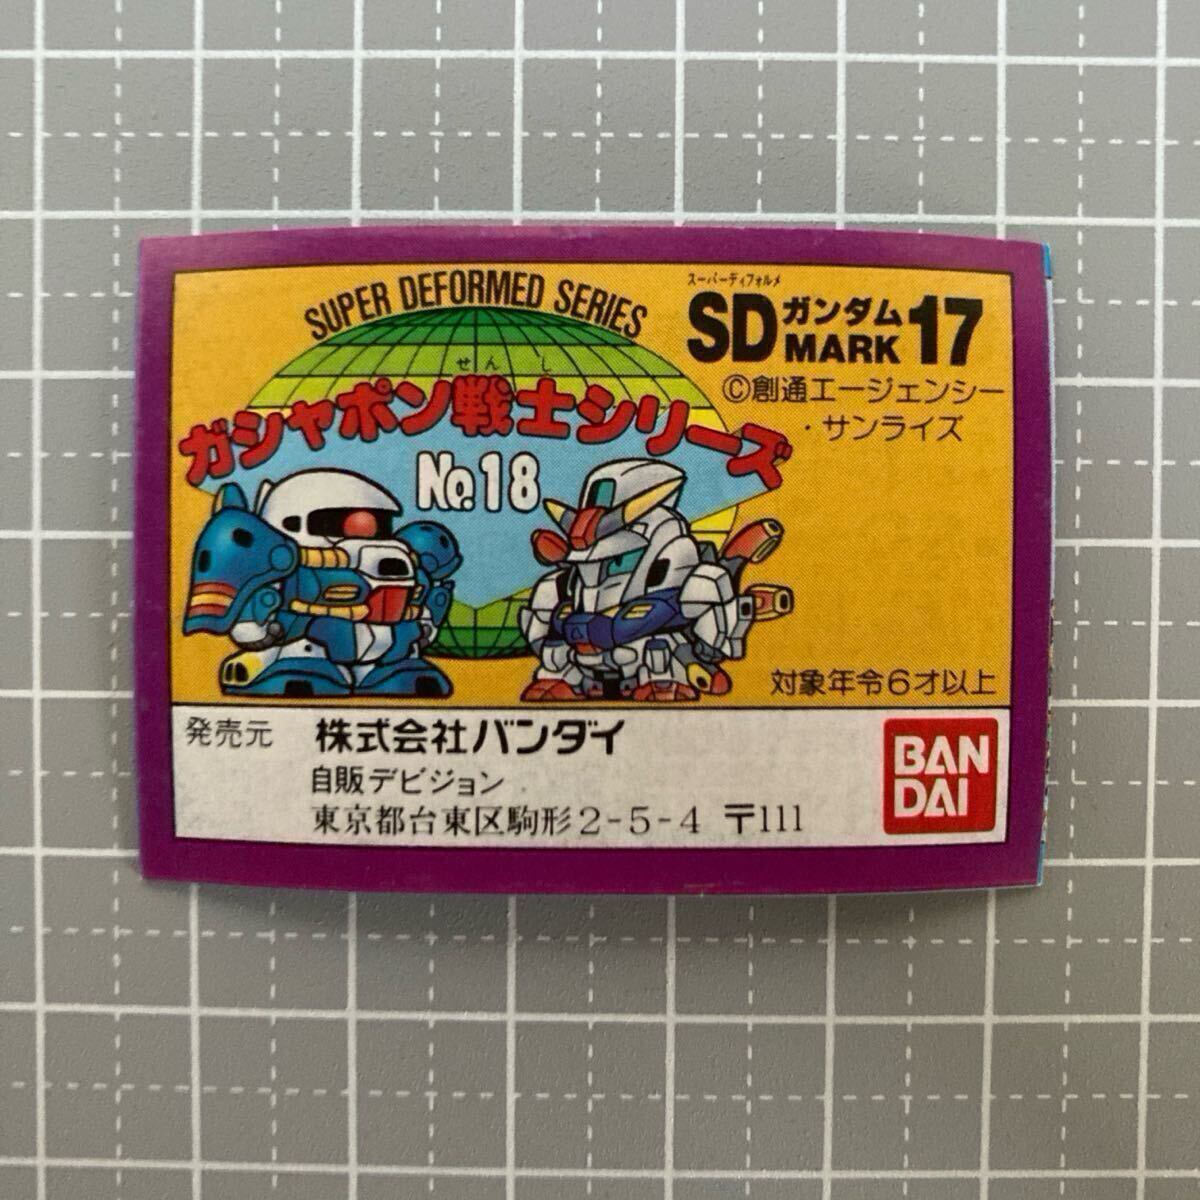 SUPER DEFORMED SERIES
スーパーディフォルメ
SDガンダム
MARK 17
©創通エージェンシー
・サンライズ
せんし
ガシャポン戦士シリーズ
No.18
対象年令6才以上
発売元 株式会社バンダイ
自販デビジョン
東京都台東区駒形2-5-4 〒111
BAN
DAI